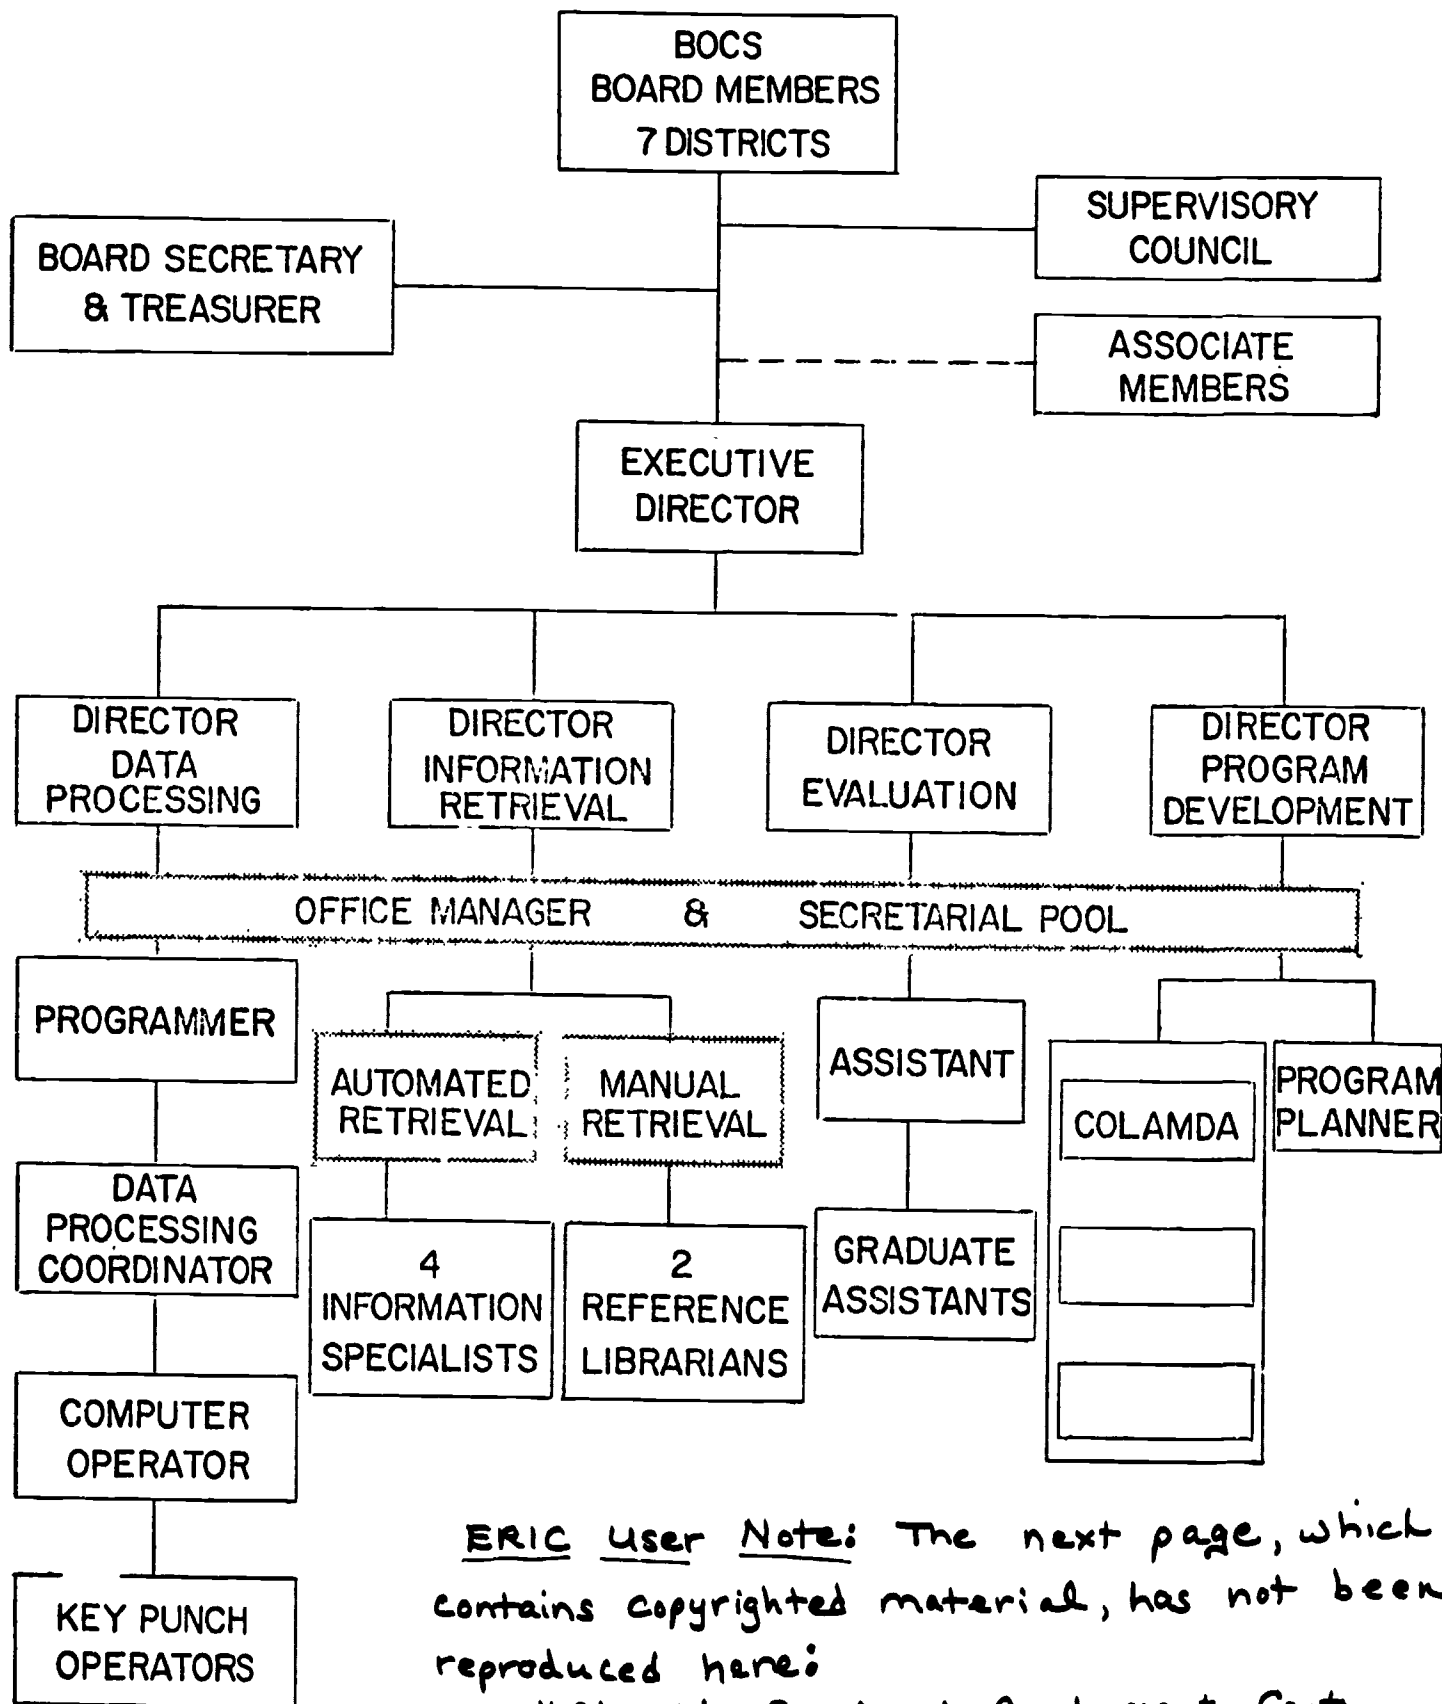 BOCS
BOARD MEMBERS
7 DISTRICTS
SUPERVISORY
COUNCIL
BOARD SECRETARY
& TREASURER
ASSOCIATE
MEMBERS
EXECUTIVE
DIRECTOR
DIRECTOR
DATA
PROCESSING
DIRECTOR
INFORMATION
RETRIEVAL
DIRECTOR
EVALUATION
DIRECTOR
PROGRAM
DEVELOPMENT
OFFICE MANAGER & SECRETARIAL POOL
PROGRAMMER
AUTOMATED
RETRIEVAL
MANUAL
RETRIEVAL
ASSISTANT
COLAMDA
PROGRAM
PLANNER
DATA
PROCESSING
COORDINATOR
4
INFORMATION
SPECIALISTS
2
REFERENCE
LIBRARIANS
GRADUATE
ASSISTANTS
COMPUTER
OPERATOR
KEY PUNCH
OPERATORS
ERIC User Note: The next page, which
contains copyrighted material, has not been
reproduced here: